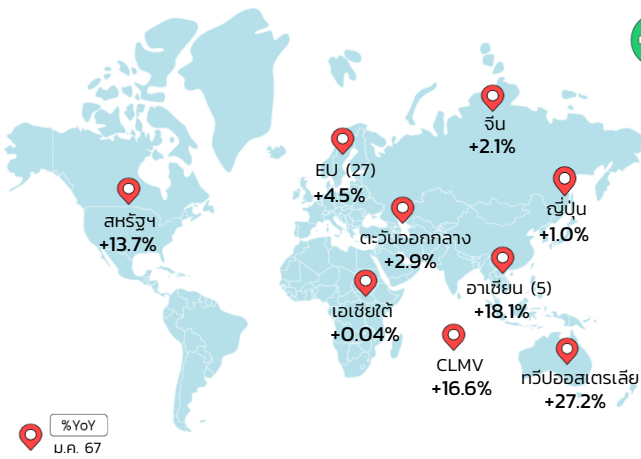 จีน
+2.1%
EU (27)
+4.5%
สหรัฐฯ
+13.7%
ญี่ปุ่น
+1.0%
ตะวันออกกลาง
+2.9%
เอเชียใต้
+0.04%
อาเซียน (5)
+18.1%
CLMV
+16.6%
ทวีปออสเตรเลีย
+27.2%
%YoY
ม.ค. 67